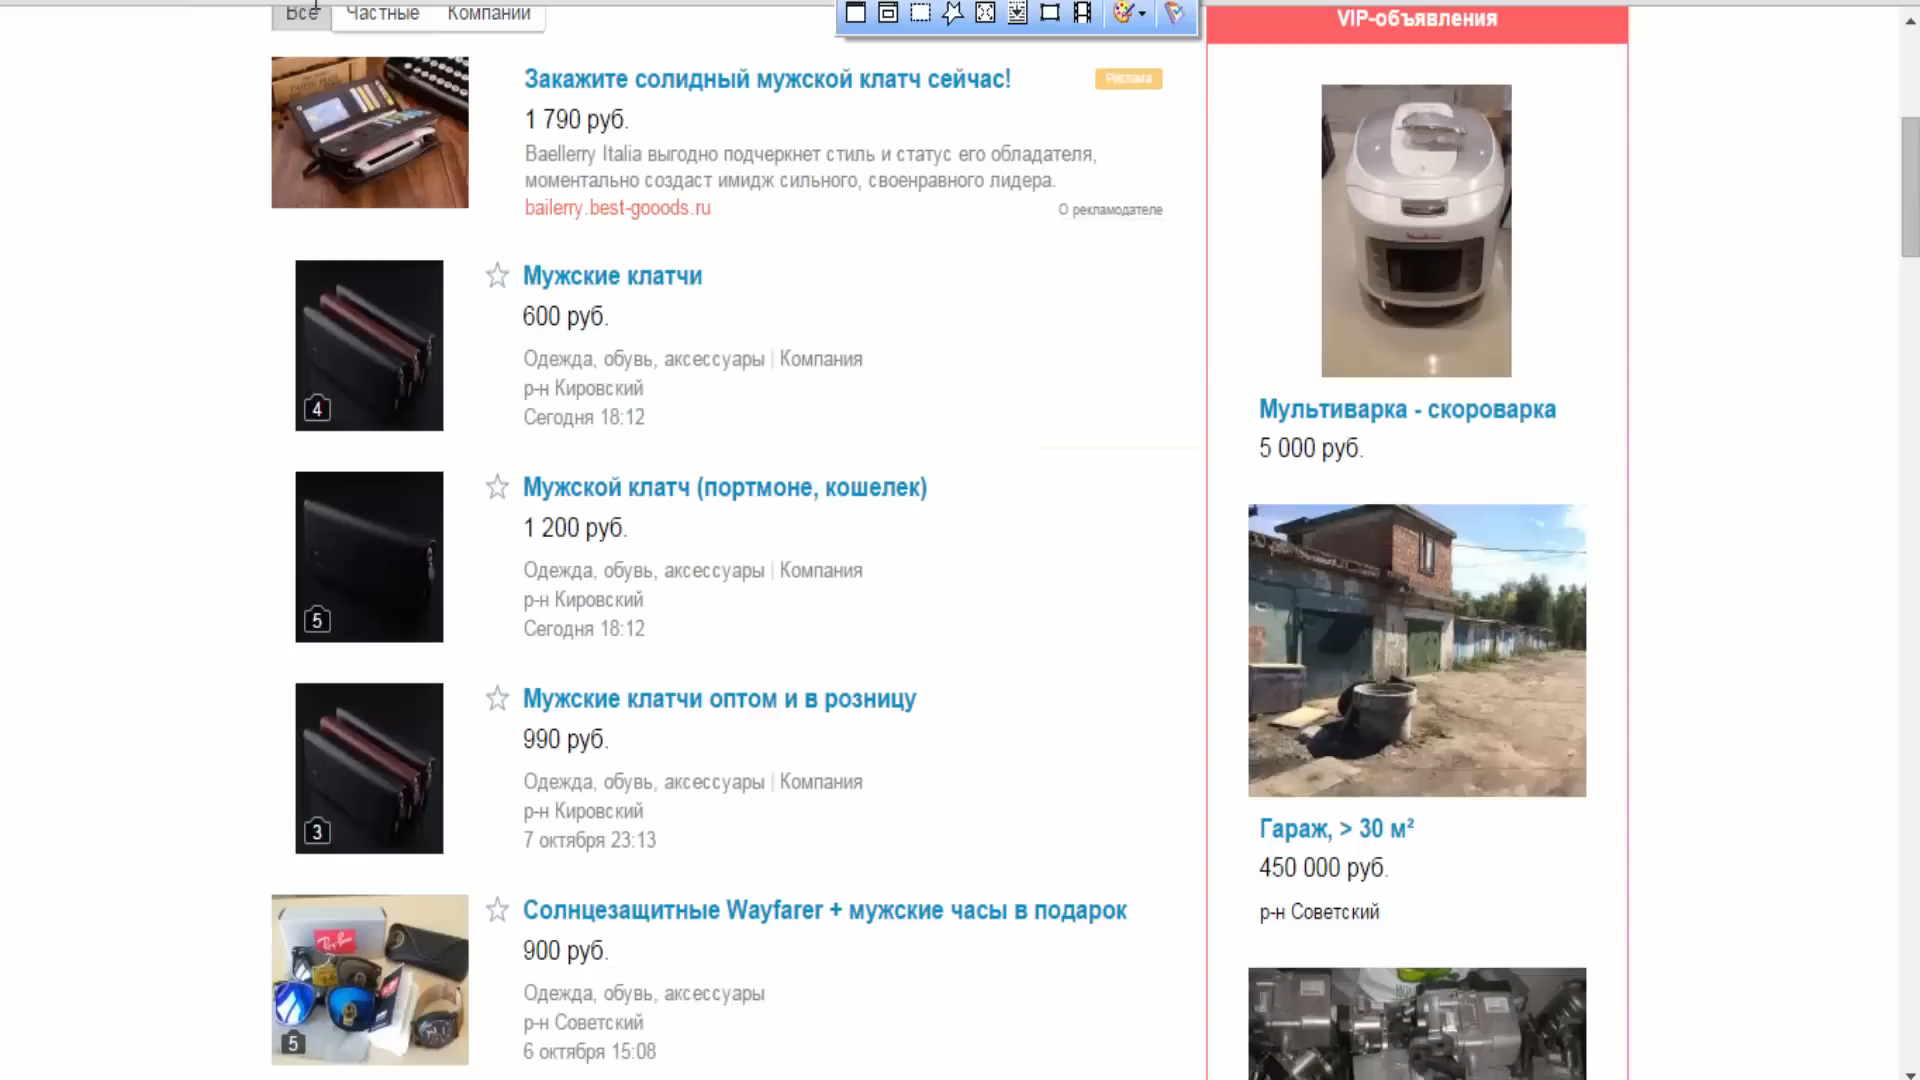 Все Частные Компании
VIP-объявления
Закажите солидный мужской клатч сейчас!
Реклама
1 790 руб.
Baellerry Italia выгодно подчеркнет стиль и статус его обладателя,
моментально создаст имидж сильного, своенравного лидера.
bailerry.best-gooods.ru
О рекламодателе
Мужские клатчи
600 руб.
Одежда, обувь, аксессуары | Компания
р-н Кировский
Сегодня 18:12
4
Мужской клатч (портмоне, кошелек)
1 200 руб.
Одежда, обувь, аксессуары | Компания
р-н Кировский
Сегодня 18:12
5
Мужские клатчи оптом и в розницу
990 руб.
Одежда, обувь, аксессуары | Компания
р-н Кировский
7 октября 23:13
3
Солнцезащитные Wayfarer + мужские часы в подарок
900 руб.
Одежда, обувь, аксессуары
р-н Советский
6 октября 15:08
Ray-Ban
5
Мультиварка - скороварка
5 000 руб.
Гараж, > 30 м²
450 000 руб.
р-н Советский